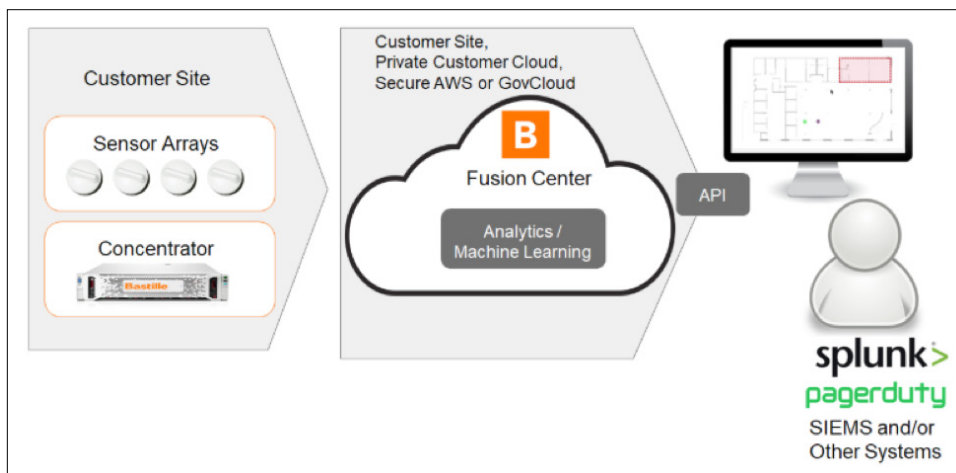 Customer Site
Sensor Arrays
Concentrator
Bastille
Customer Site,
Private Customer Cloud,
Secure AWS or GovCloud
B
Fusion Center
Analytics /
Machine Learning
API
splunk>
pagerduty
SIEMS and/or
Other Systems